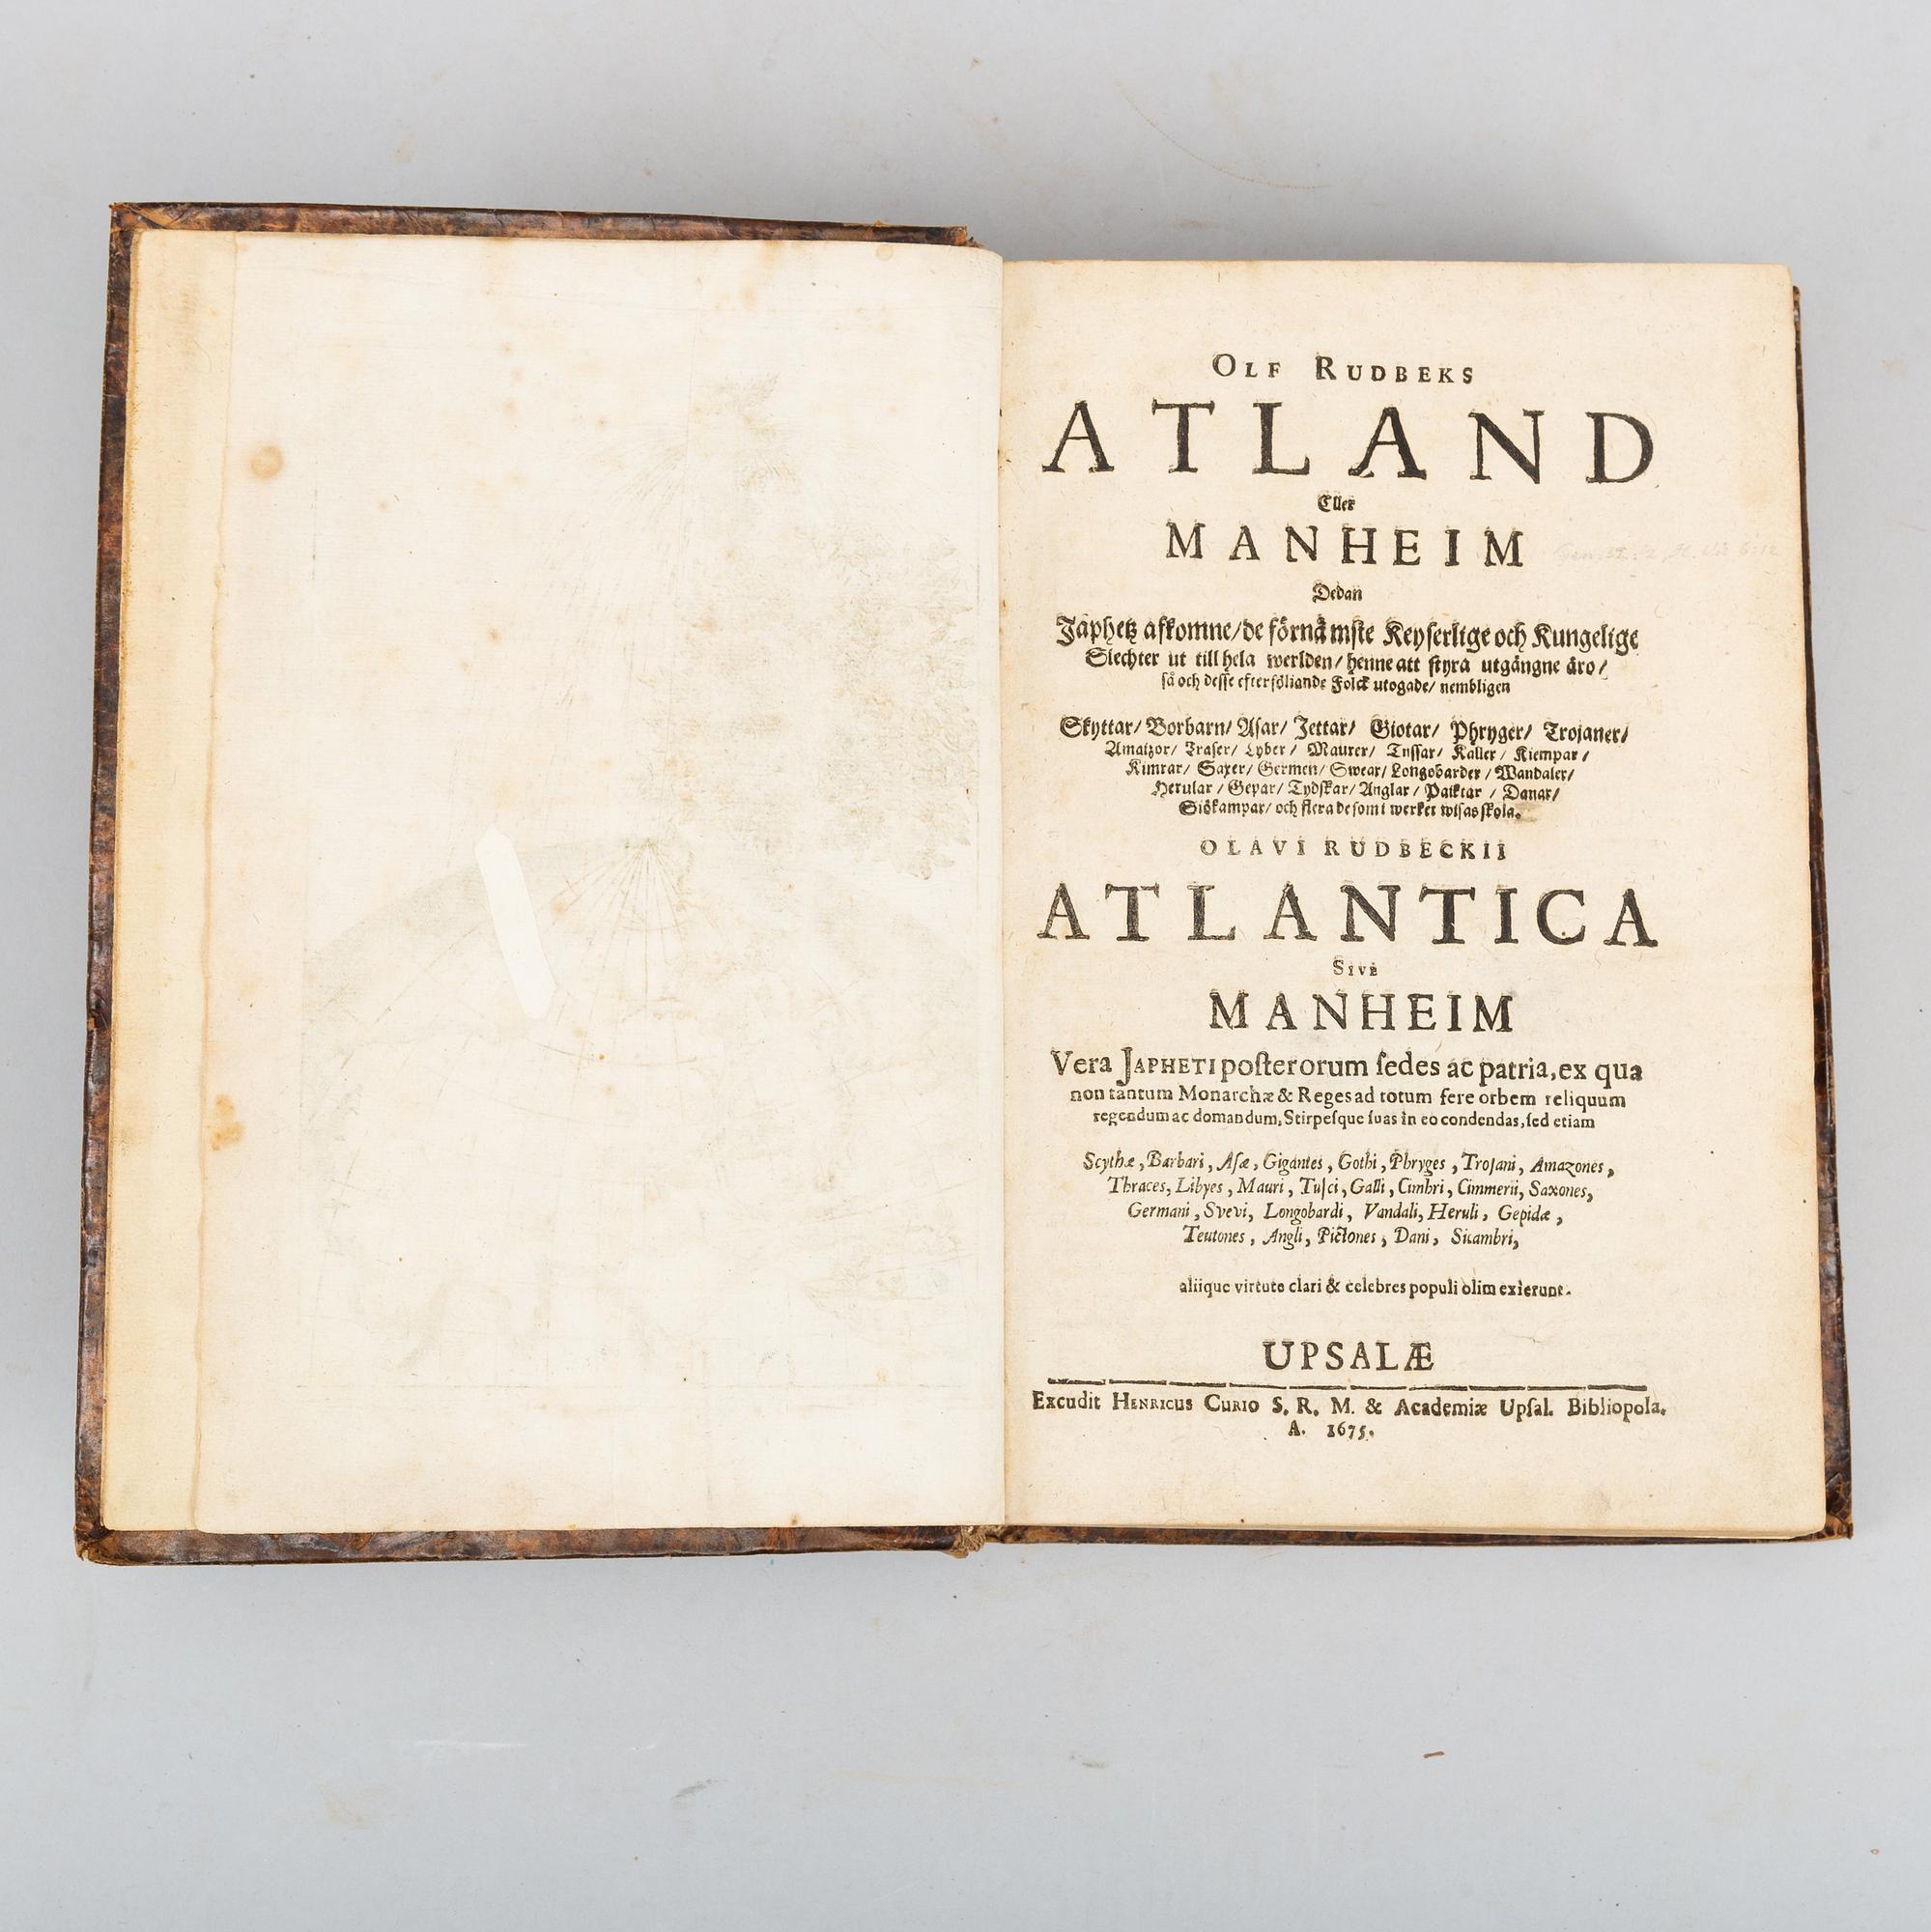 OLF RUDBEKS
ATLAND
Eller
MANHEIM
Dedan
Japhetz afkomne/ de förnämste Keyserlige och Kungelige
Slechter ut till hela werlden/ henne att styra utgångne äro/
så och desse efterföliande Folck utogade/ nembligen
Skyttar/ Borbarn/ Asar/ Jettar/ Giotar/ Phryger/ Trojaner/
Amaizor/ Traser/ Lyber/ Maurer/ Tussar/ Kaller/ Kiempar/
Kimrar/ Saxer/ Germen/ Swear/ Longobarder/ Wandaler/
Herular/ Gepar/ Tydskar/ Anglar/ Paiktar/ Danar/
Siökampar/ och flera de som i werket wisas skola.
OLAVI RUDBECKII
ATLANTICA
SIVE
MANHEIM
Vera JAPHETI poſterorum ſedes ac patria, ex qua
non tantum Monarchæ & Reges ad totum fere orbem reliquum
regendum ac domandum, Stirpeſque ſuas in eo condendas, ſed etiam
Scythæ, Barbari, Aſæ, Gigantes, Gothi, Phryges, Trojani, Amazones,
Thraces, Libyes, Mauri, Tuſci, Galli, Cimbri, Cimmerii, Saxones,
Germani, Svevi, Longobardi, Vandali, Heruli, Gepidæ,
Teutones, Angli, Pictones, Dani, Sicambri,
aliique virtute clari & celebres populi olim exierunt.
UPSALÆ
Excudit HENRICUS CURIO S. R. M. & Academiæ Upſal. Bibliopola.
A. 1675.